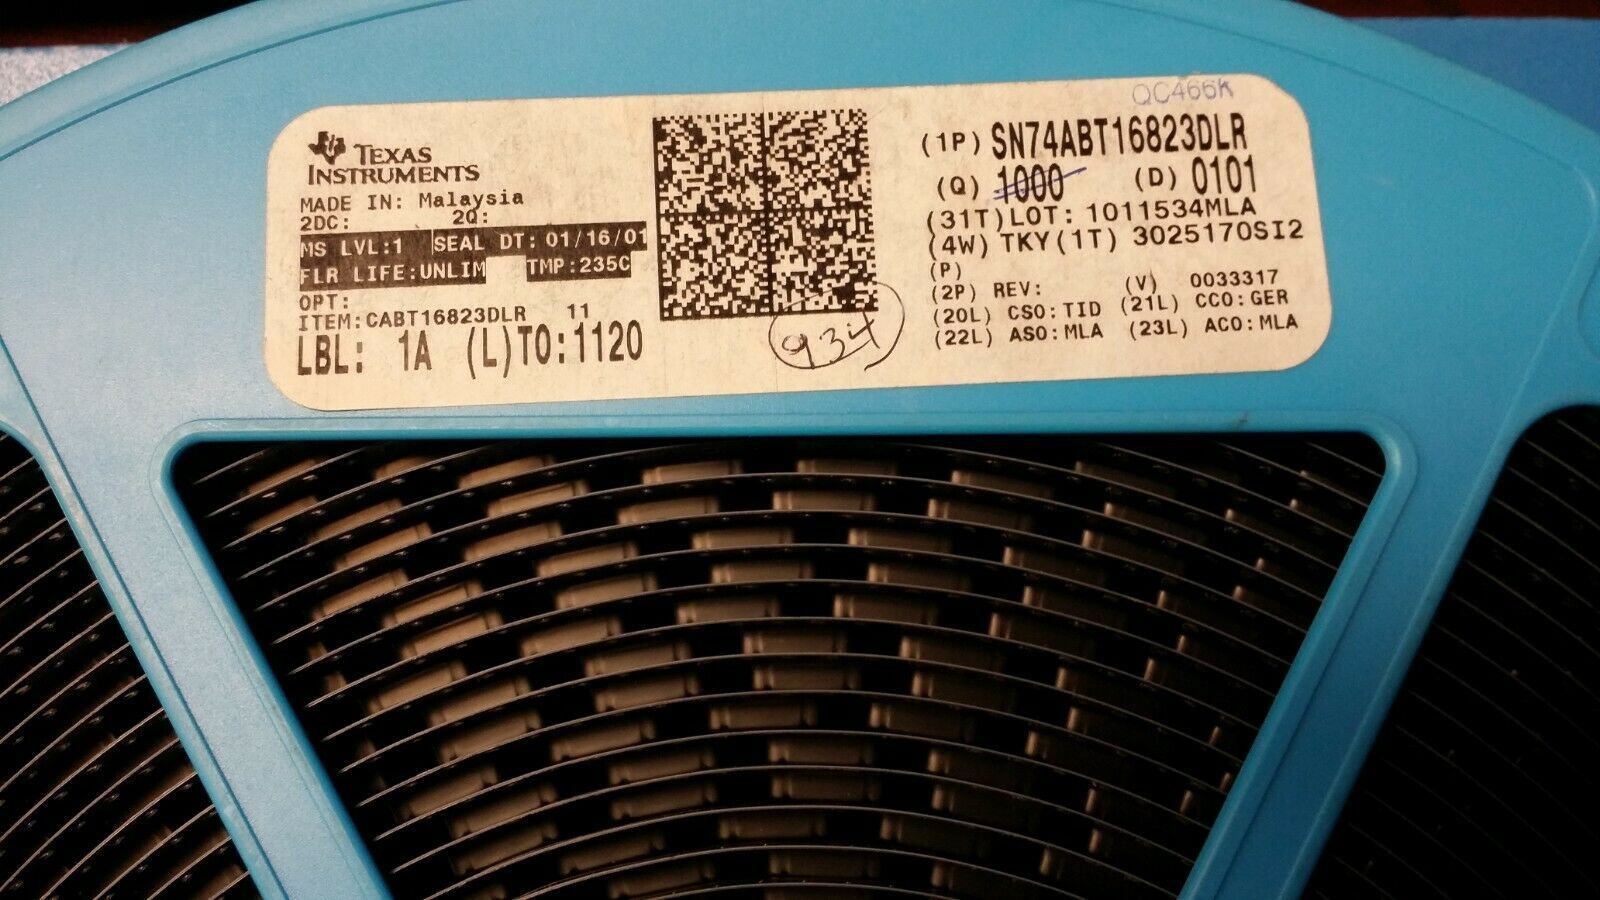 TEXAS
INSTRUMENTS
MADE IN: Malaysia
2DC: 2Q:
MS LVL:1 SEAL DT: 01/16/01
FLR LIFE:UNLIM TMP:235C
OPT:
ITEM:CABT16823DLR 11
LBL: 1A (L)TO:1120
934
QC466K
(1P) SN74ABT16823DLR
(Q) 1000 (D) 0101
(31T)LOT: 1011534MLA
(4W) TKY(1T) 3025170SI2
(P)
(2P) REV: (V) 0033317
(20L) CSO:TID (21L) CCO:GER
(22L) ASO:MLA (23L) ACO:MLA